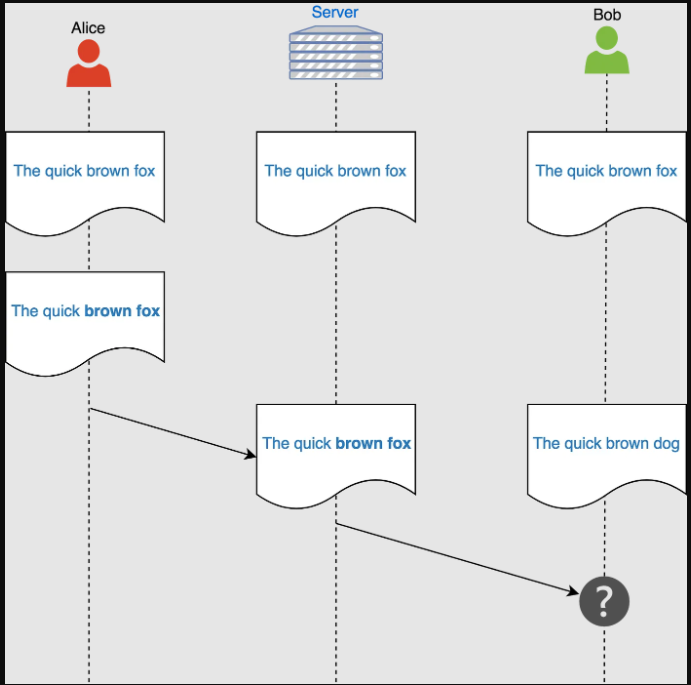 Alice
Server
Bob
The quick brown fox
The quick brown fox
The quick brown fox
The quick brown fox
The quick brown fox
The quick brown dog
?